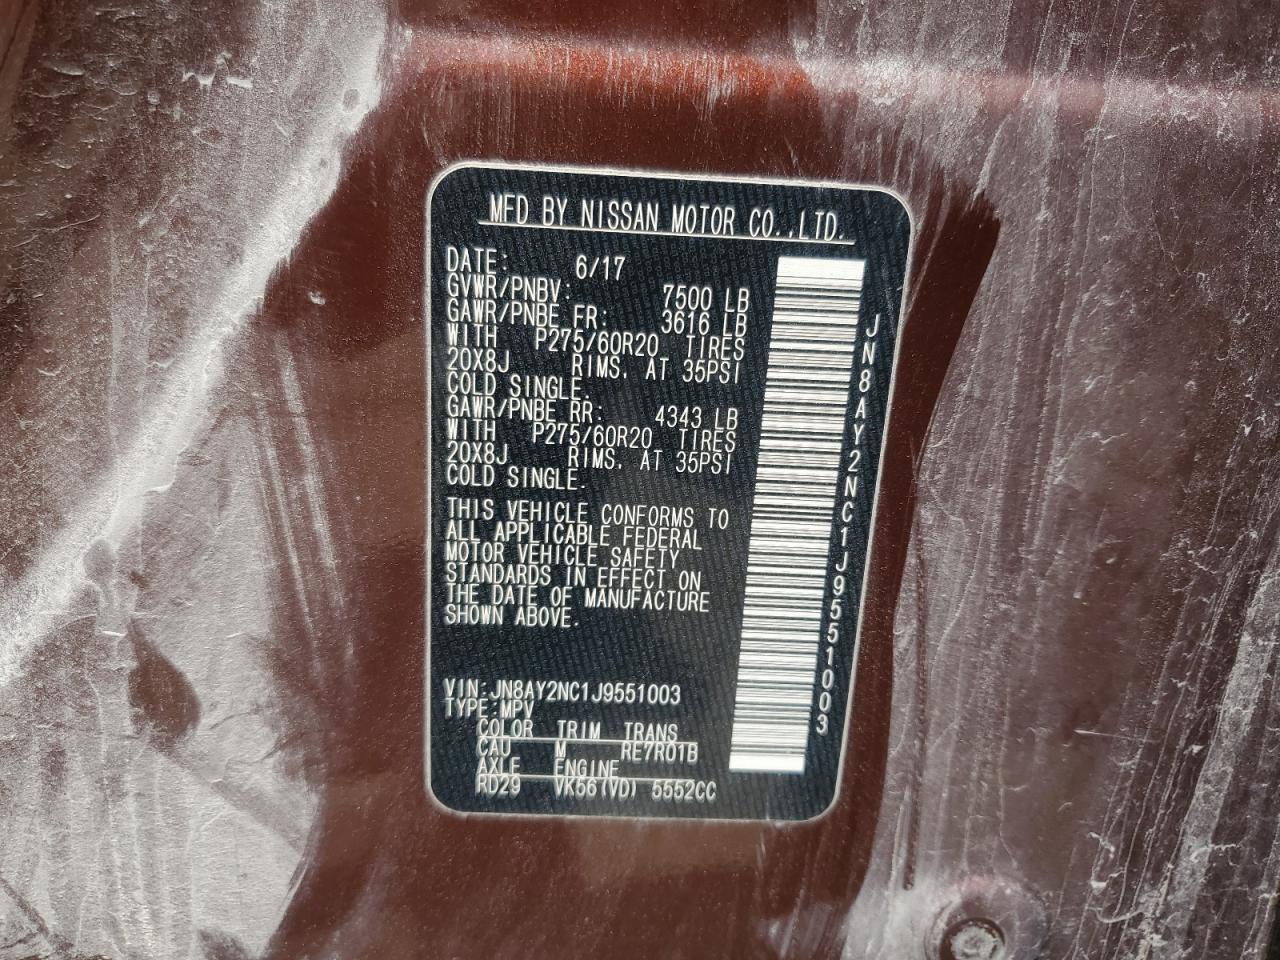 MFD BY NISSAN MOTOR CO.,LTD.
DATE: 6/17
GVWR/PNBV: 7500 LB
GAWR/PNBE FR: 3616 LB
WITH P275/60R20 TIRES
20X8J RIMS. AT 35PSI
COLD SINGLE.
GAWR/PNBE RR: 4343 LB
WITH P275/60R20 TIRES
20X8J RIMS. AT 35PSI
COLD SINGLE.
THIS VEHICLE CONFORMS TO
ALL APPLICABLE FEDERAL
MOTOR VEHICLE SAFETY
STANDARDS IN EFFECT ON
THE DATE OF MANUFACTURE
SHOWN ABOVE.
VIN:JN8AY2NC1J9551003
TYPE:MPV
COLOR TRIM TRANS
CAU M RE7R01B
AXLE ENGINE
RD29 VK56(VD) 5552CC
JN8AY2NC1J9551003